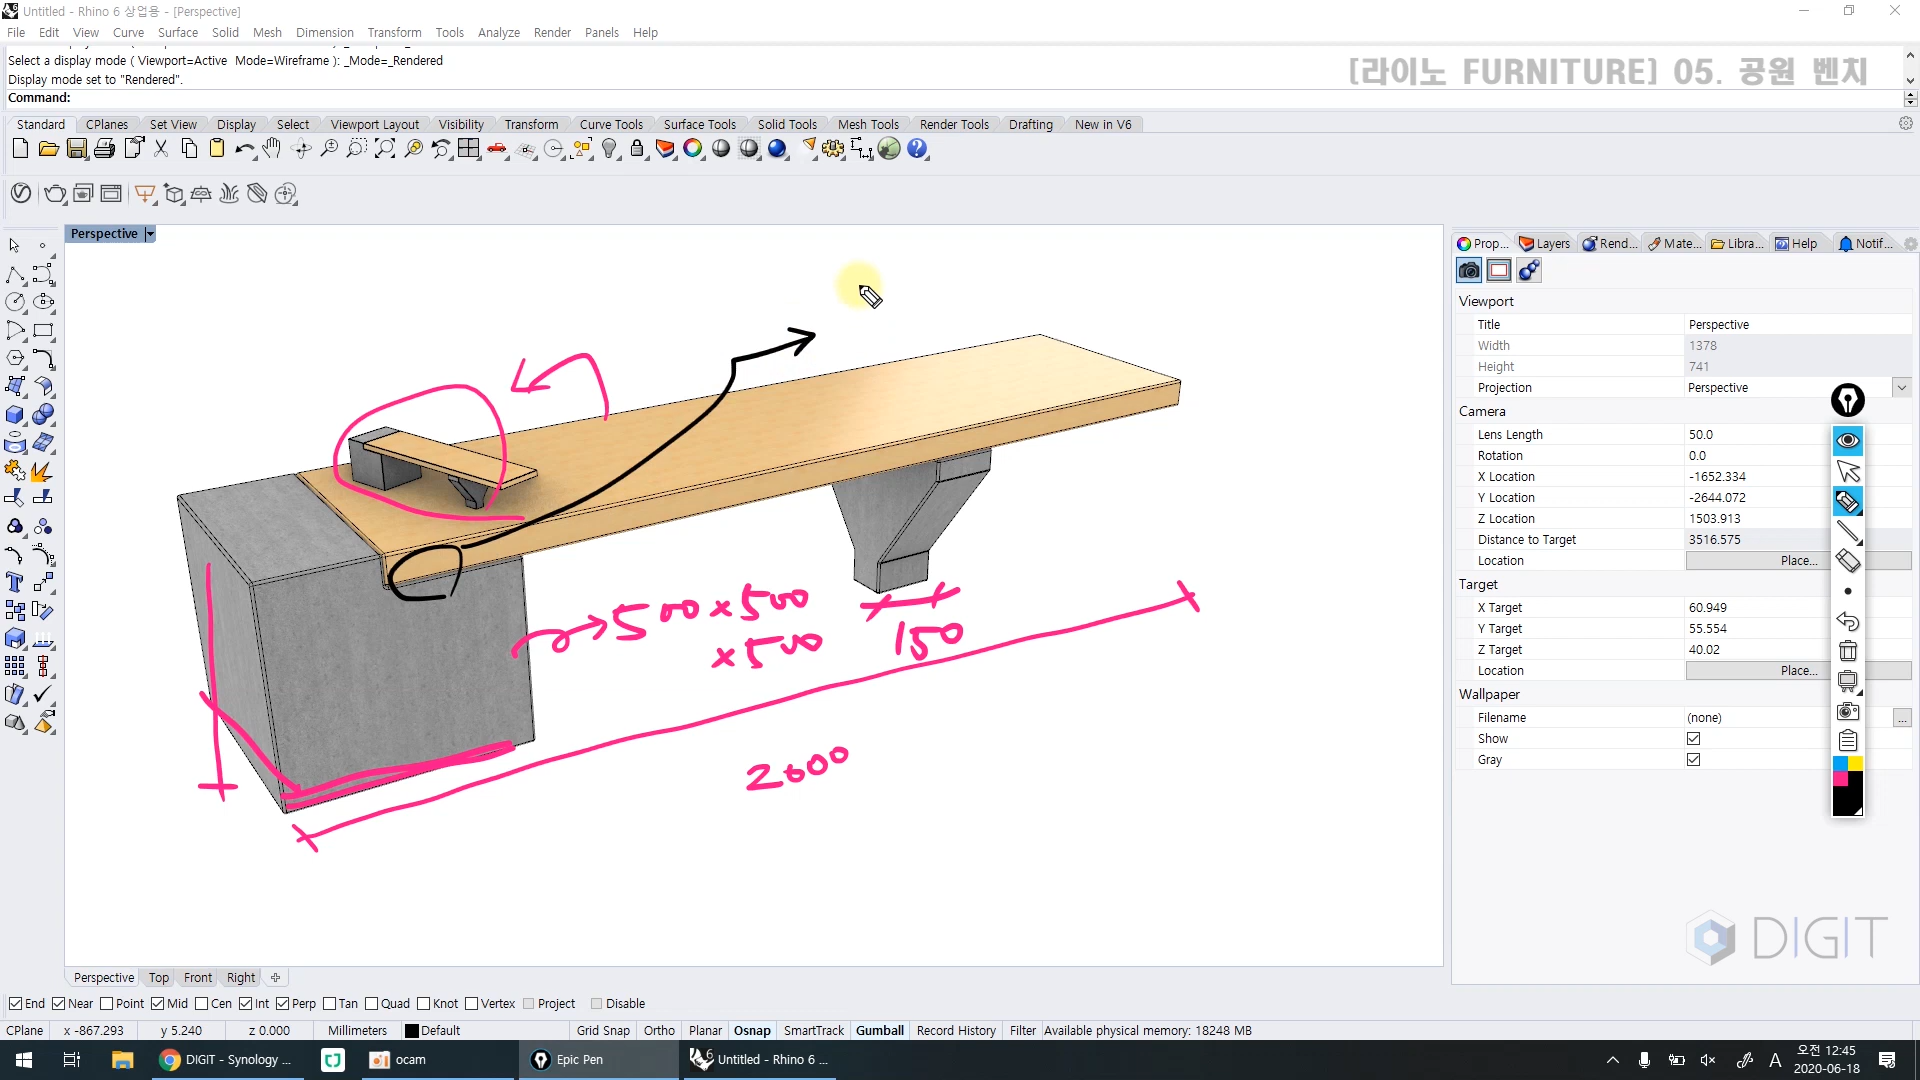 Untitled - Rhino 6 상업용 - [Perspective]
File Edit View Curve Surface Solid Mesh Dimension Transform Tools Analyze Render Panels Help
Select a display mode ( Viewport=Active Mode=Wireframe ): _Mode=_Rendered
Display mode set to "Rendered".
Command:
[라이노 FURNITURE] 05. 공원 벤치
Standard CPlanes Set View Display Select Viewport Layout Visibility Transform Curve Tools Surface Tools Solid Tools Mesh Tools Render Tools Drafting New in V6
Perspective
500×500
×500
150
2000
Prop... Layers Rend... Mate... Libra... Help Notif...
Viewport
Title Perspective
Width 1378
Height 741
Projection Perspective
Camera
Lens Length 50.0
Rotation 0.0
X Location -1652.334
Y Location -2644.072
Z Location 1503.913
Distance to Target 3516.575
Location Place...
Target
X Target 60.949
Y Target 55.554
Z Target 40.02
Location Place...
Wallpaper
Filename (none) ...
Show
Gray
DIGIT
Perspective Top Front Right
End Near Point Mid Cen Int Perp Tan Quad Knot Vertex Project Disable
CPlane x -867.293 y 5.240 z 0.000 Millimeters Default Grid Snap Ortho Planar Osnap SmartTrack Gumball Record History Filter Available physical memory: 18248 MB
DIGIT - Synology ... ocam Epic Pen Untitled - Rhino 6 ... A 오전 12:45
2020-06-18